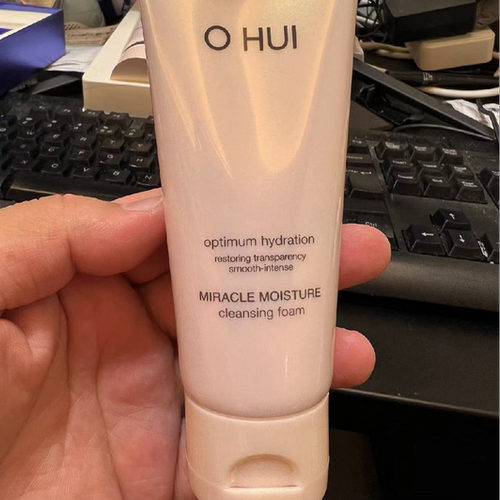 O HUI
optimum hydration
restoring transparency
smooth-intense
MIRACLE MOISTURE
cleansing foam